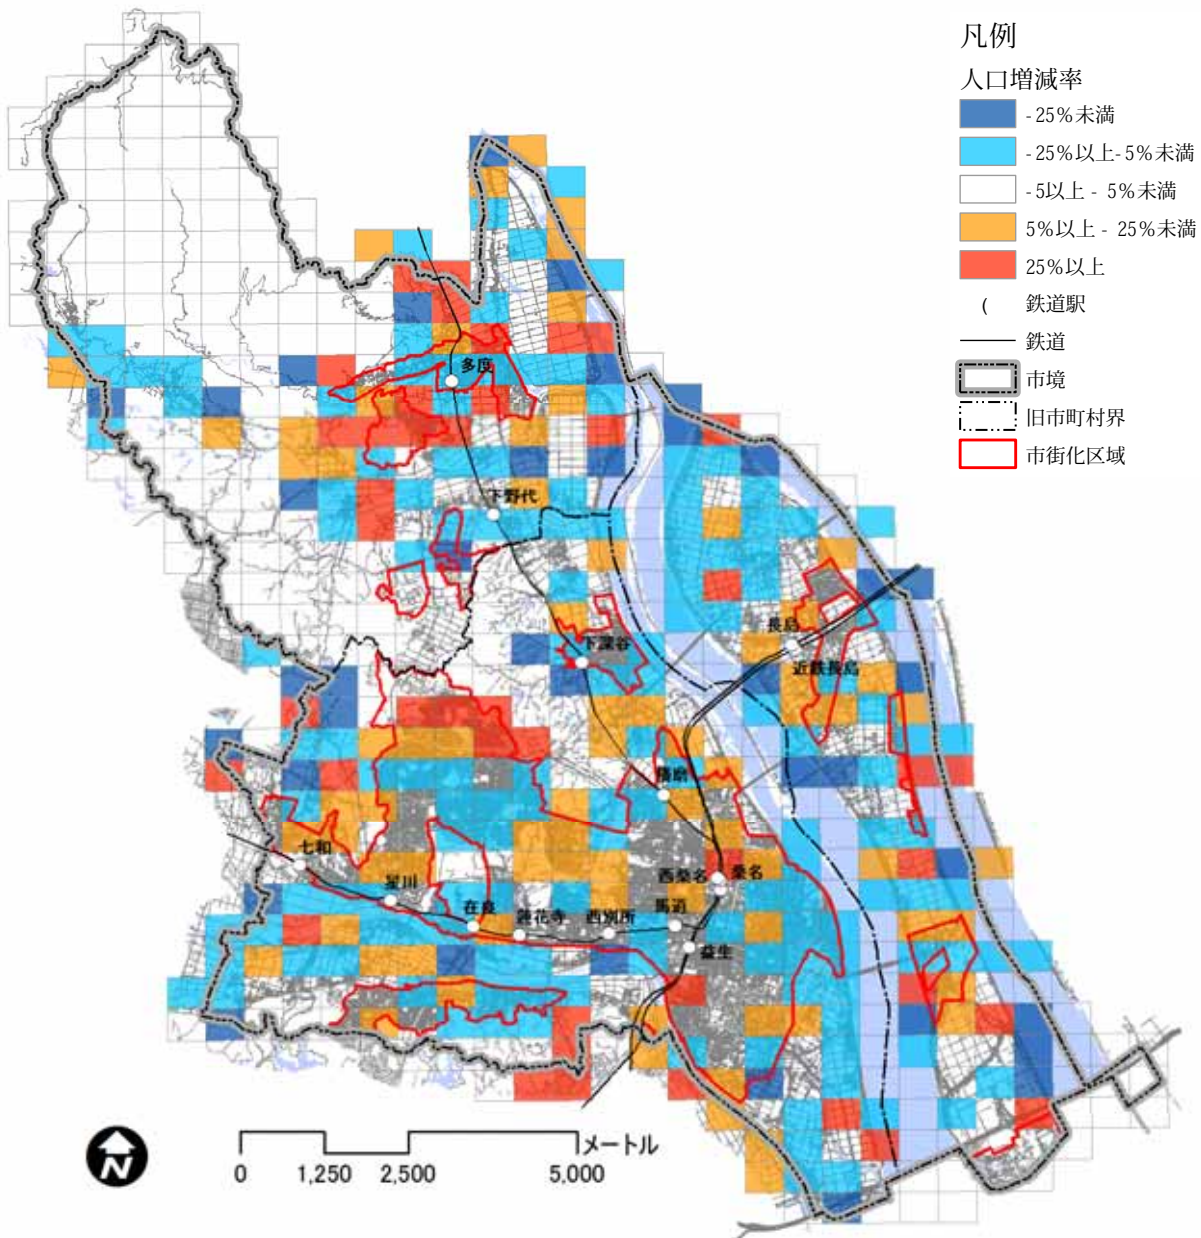 凡例
人口増減率
-25%未満
-25%以上-5%未満
-5以上 - 5%未満
5%以上 - 25%未満
25%以上
( 鉄道駅
鉄道
市境
旧市町村界
市街化区域
多度
下野代
下深谷
長島
近鉄長島
播磨
七和
星川
西桑名
桑名
在良
蓮花寺
西別所
馬道
益生
N
メートル
0 1,250 2,500 5,000